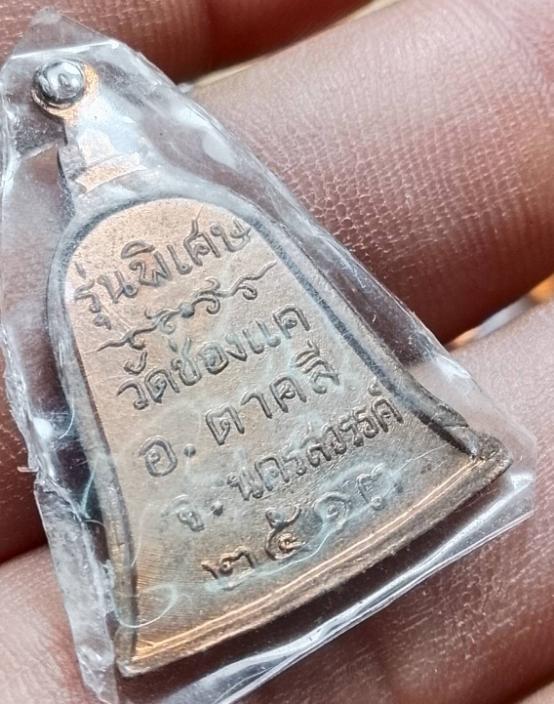 รุ่นพิเศษ
วัดช่องแค
อ. ตาคลี
จ. นครสวรรค์
๒๕๑๓